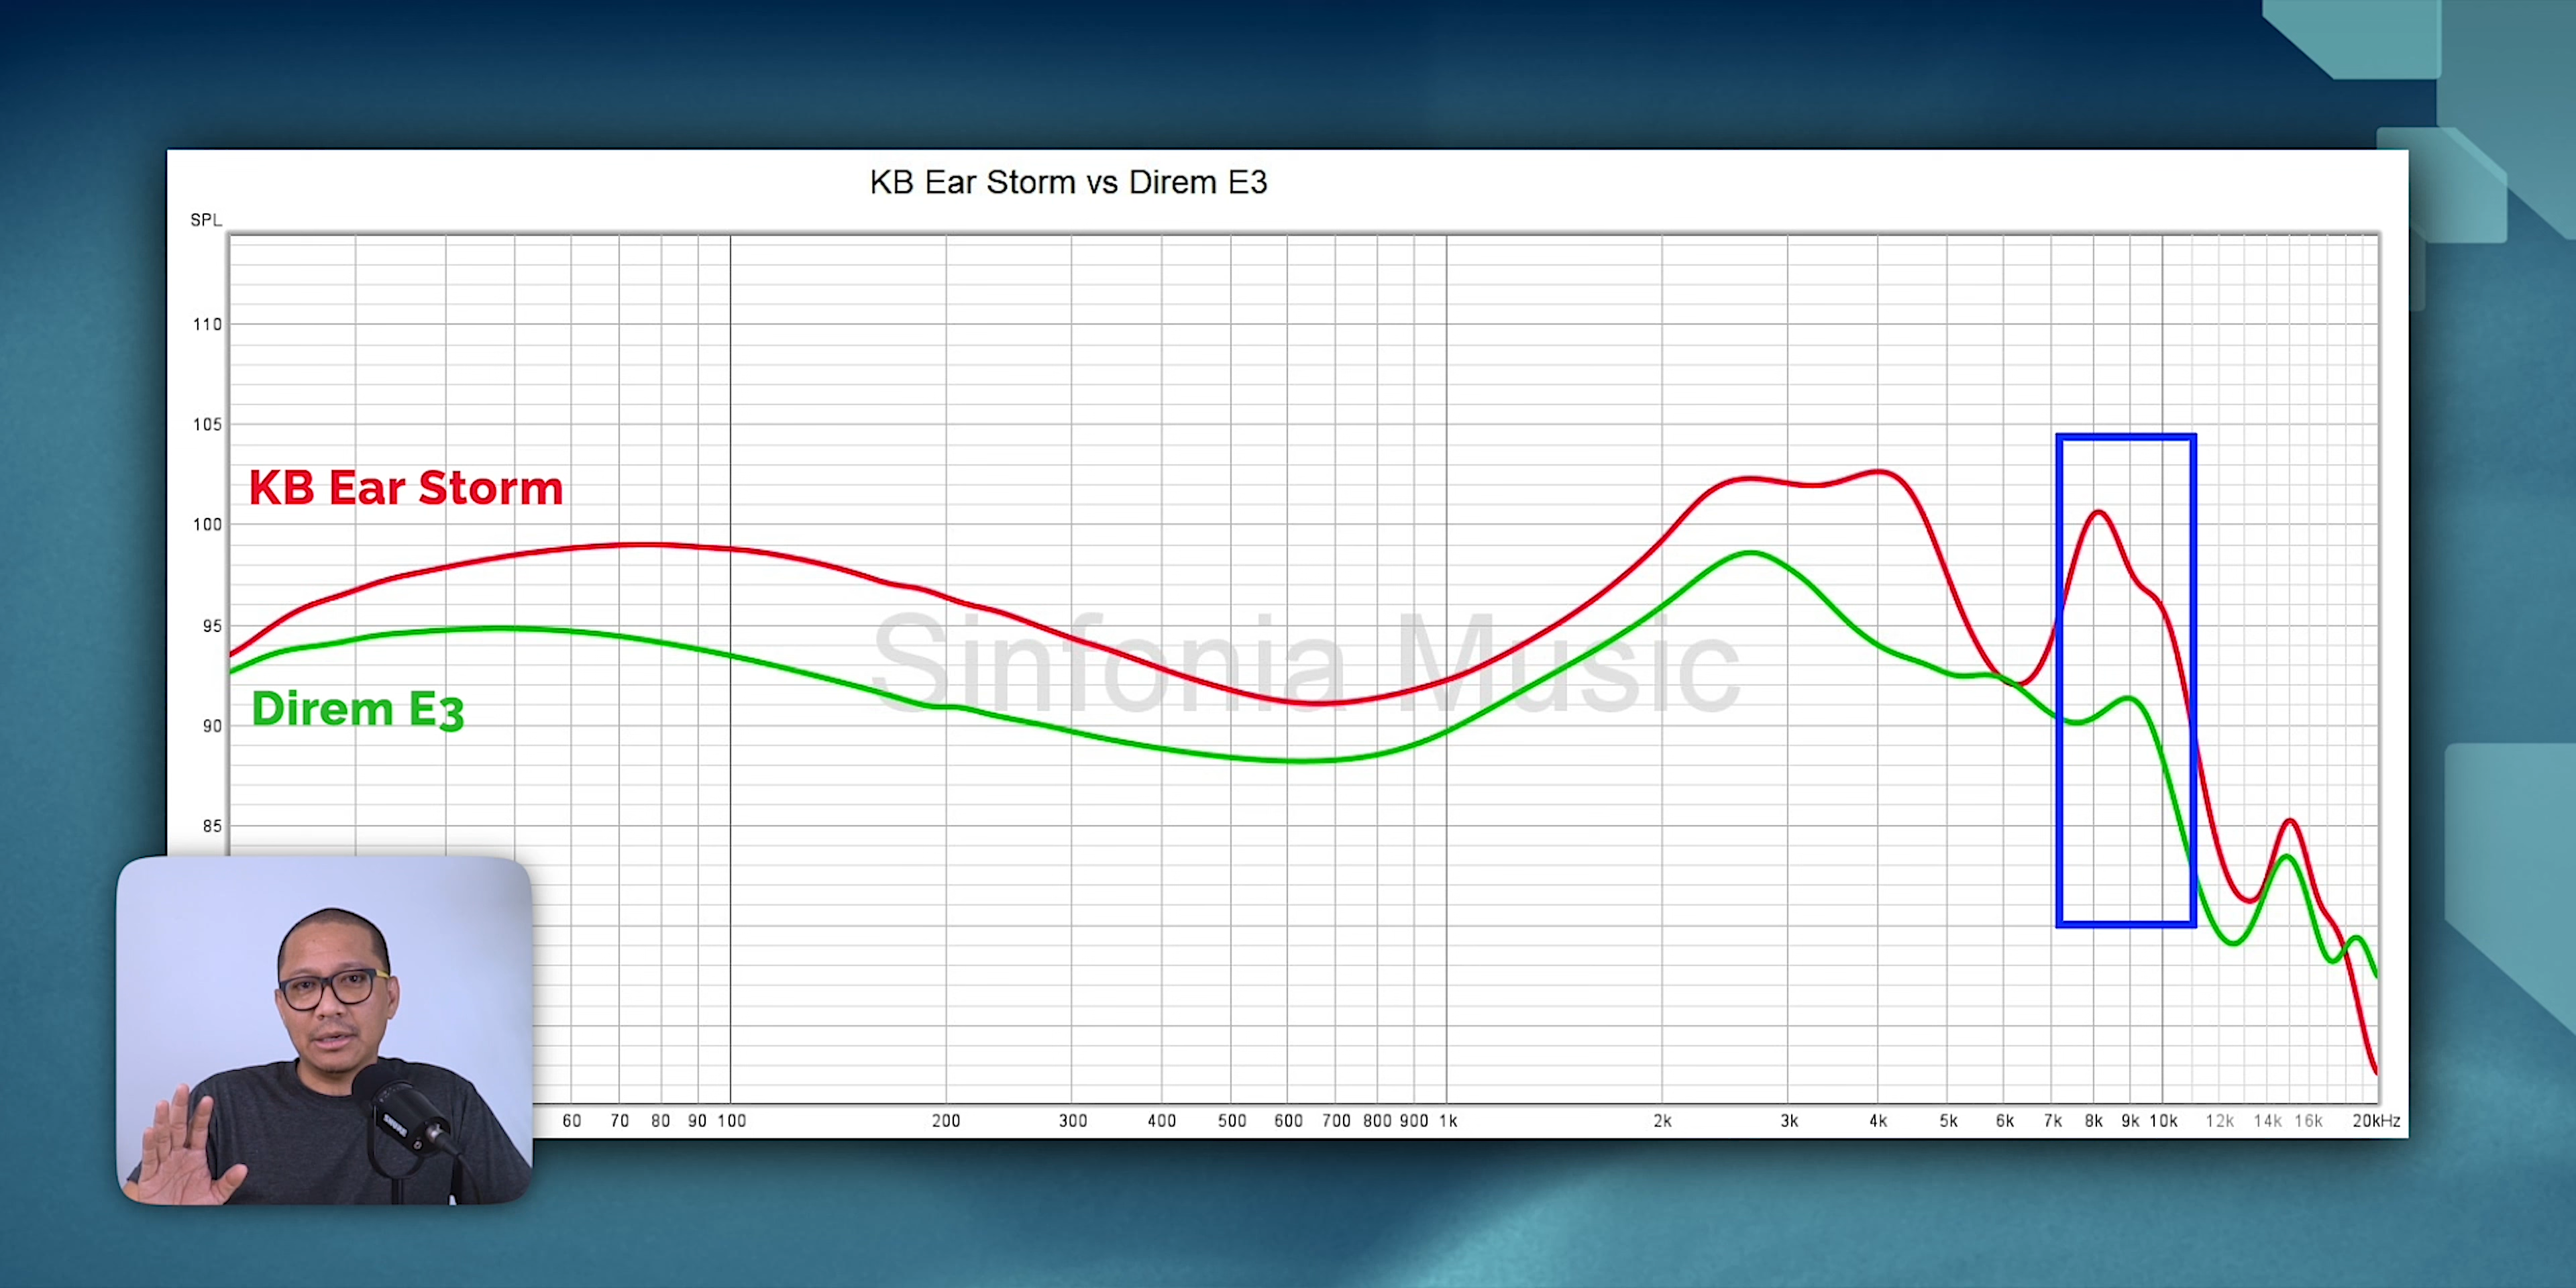 KB Ear Storm vs Direm E3
SPL
110
105
KB Ear Storm
100
95
Sinfonia Music
Direm E3
90
85
60 70 80 90 100 200 300 400 500 600 700 800 900 1k 2k 3k 4k 5k 6k 7k 8k 9k 10k 12k 14k 16k 20kHz
SHURE